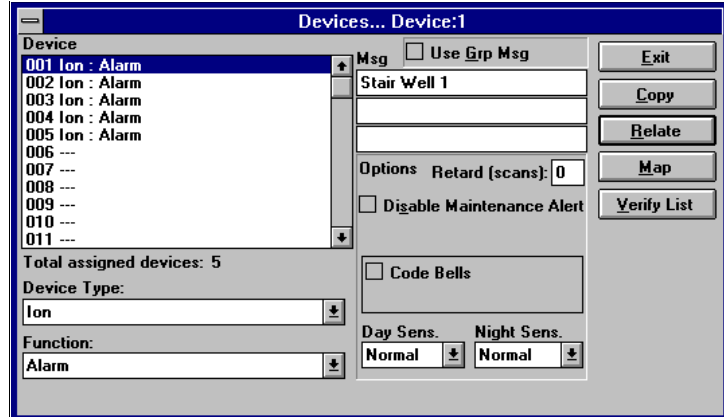 Devices... Device:1
Device
001 Ion : Alarm
002 Ion : Alarm
003 Ion : Alarm
004 Ion : Alarm
005 Ion : Alarm
006 ---
007 ---
008 ---
009 ---
010 ---
011 ---
Total assigned devices: 5
Device Type:
Ion
Function:
Alarm
Msg Use Grp Msg
Stair Well 1
Options Retard (scans): 0
Disable Maintenance Alert
Code Bells
Day Sens. Night Sens.
Normal Normal
Exit
Copy
Relate
Map
Verify List